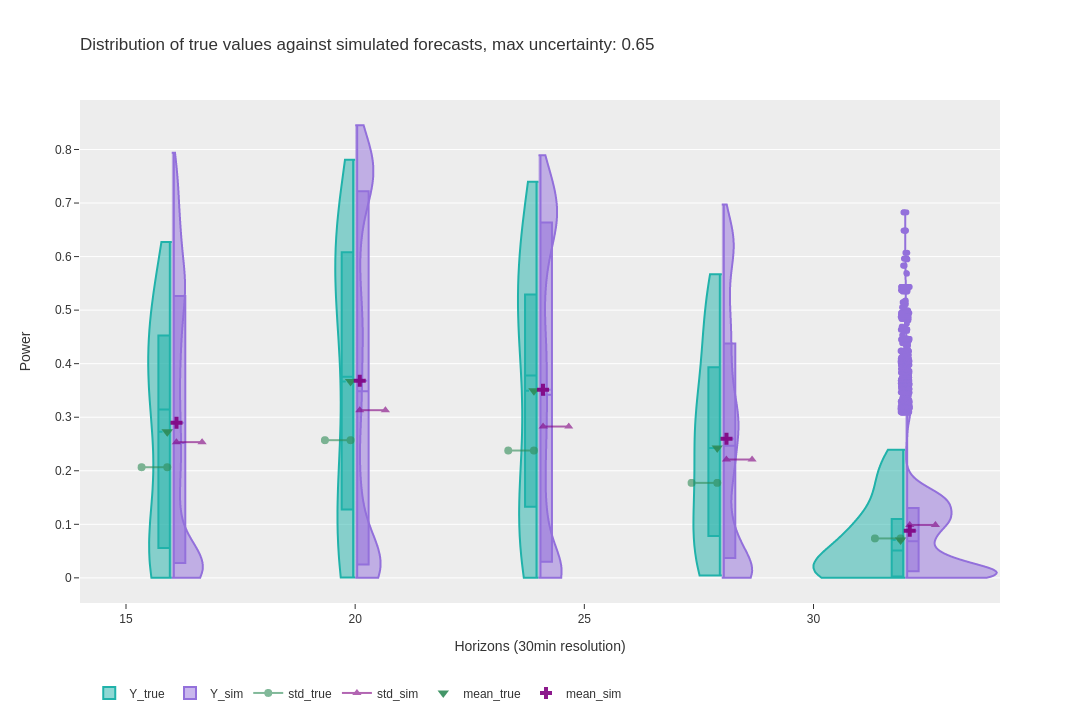 Distribution of true values against simulated forecasts, max uncertainty: 0.65
Power
0.8
0.7
0.6
0.5
0.4
0.3
0.2
0.1
0
15 20 25 30
Horizons (30min resolution)
Y_true Y_sim std_true std_sim mean_true mean_sim